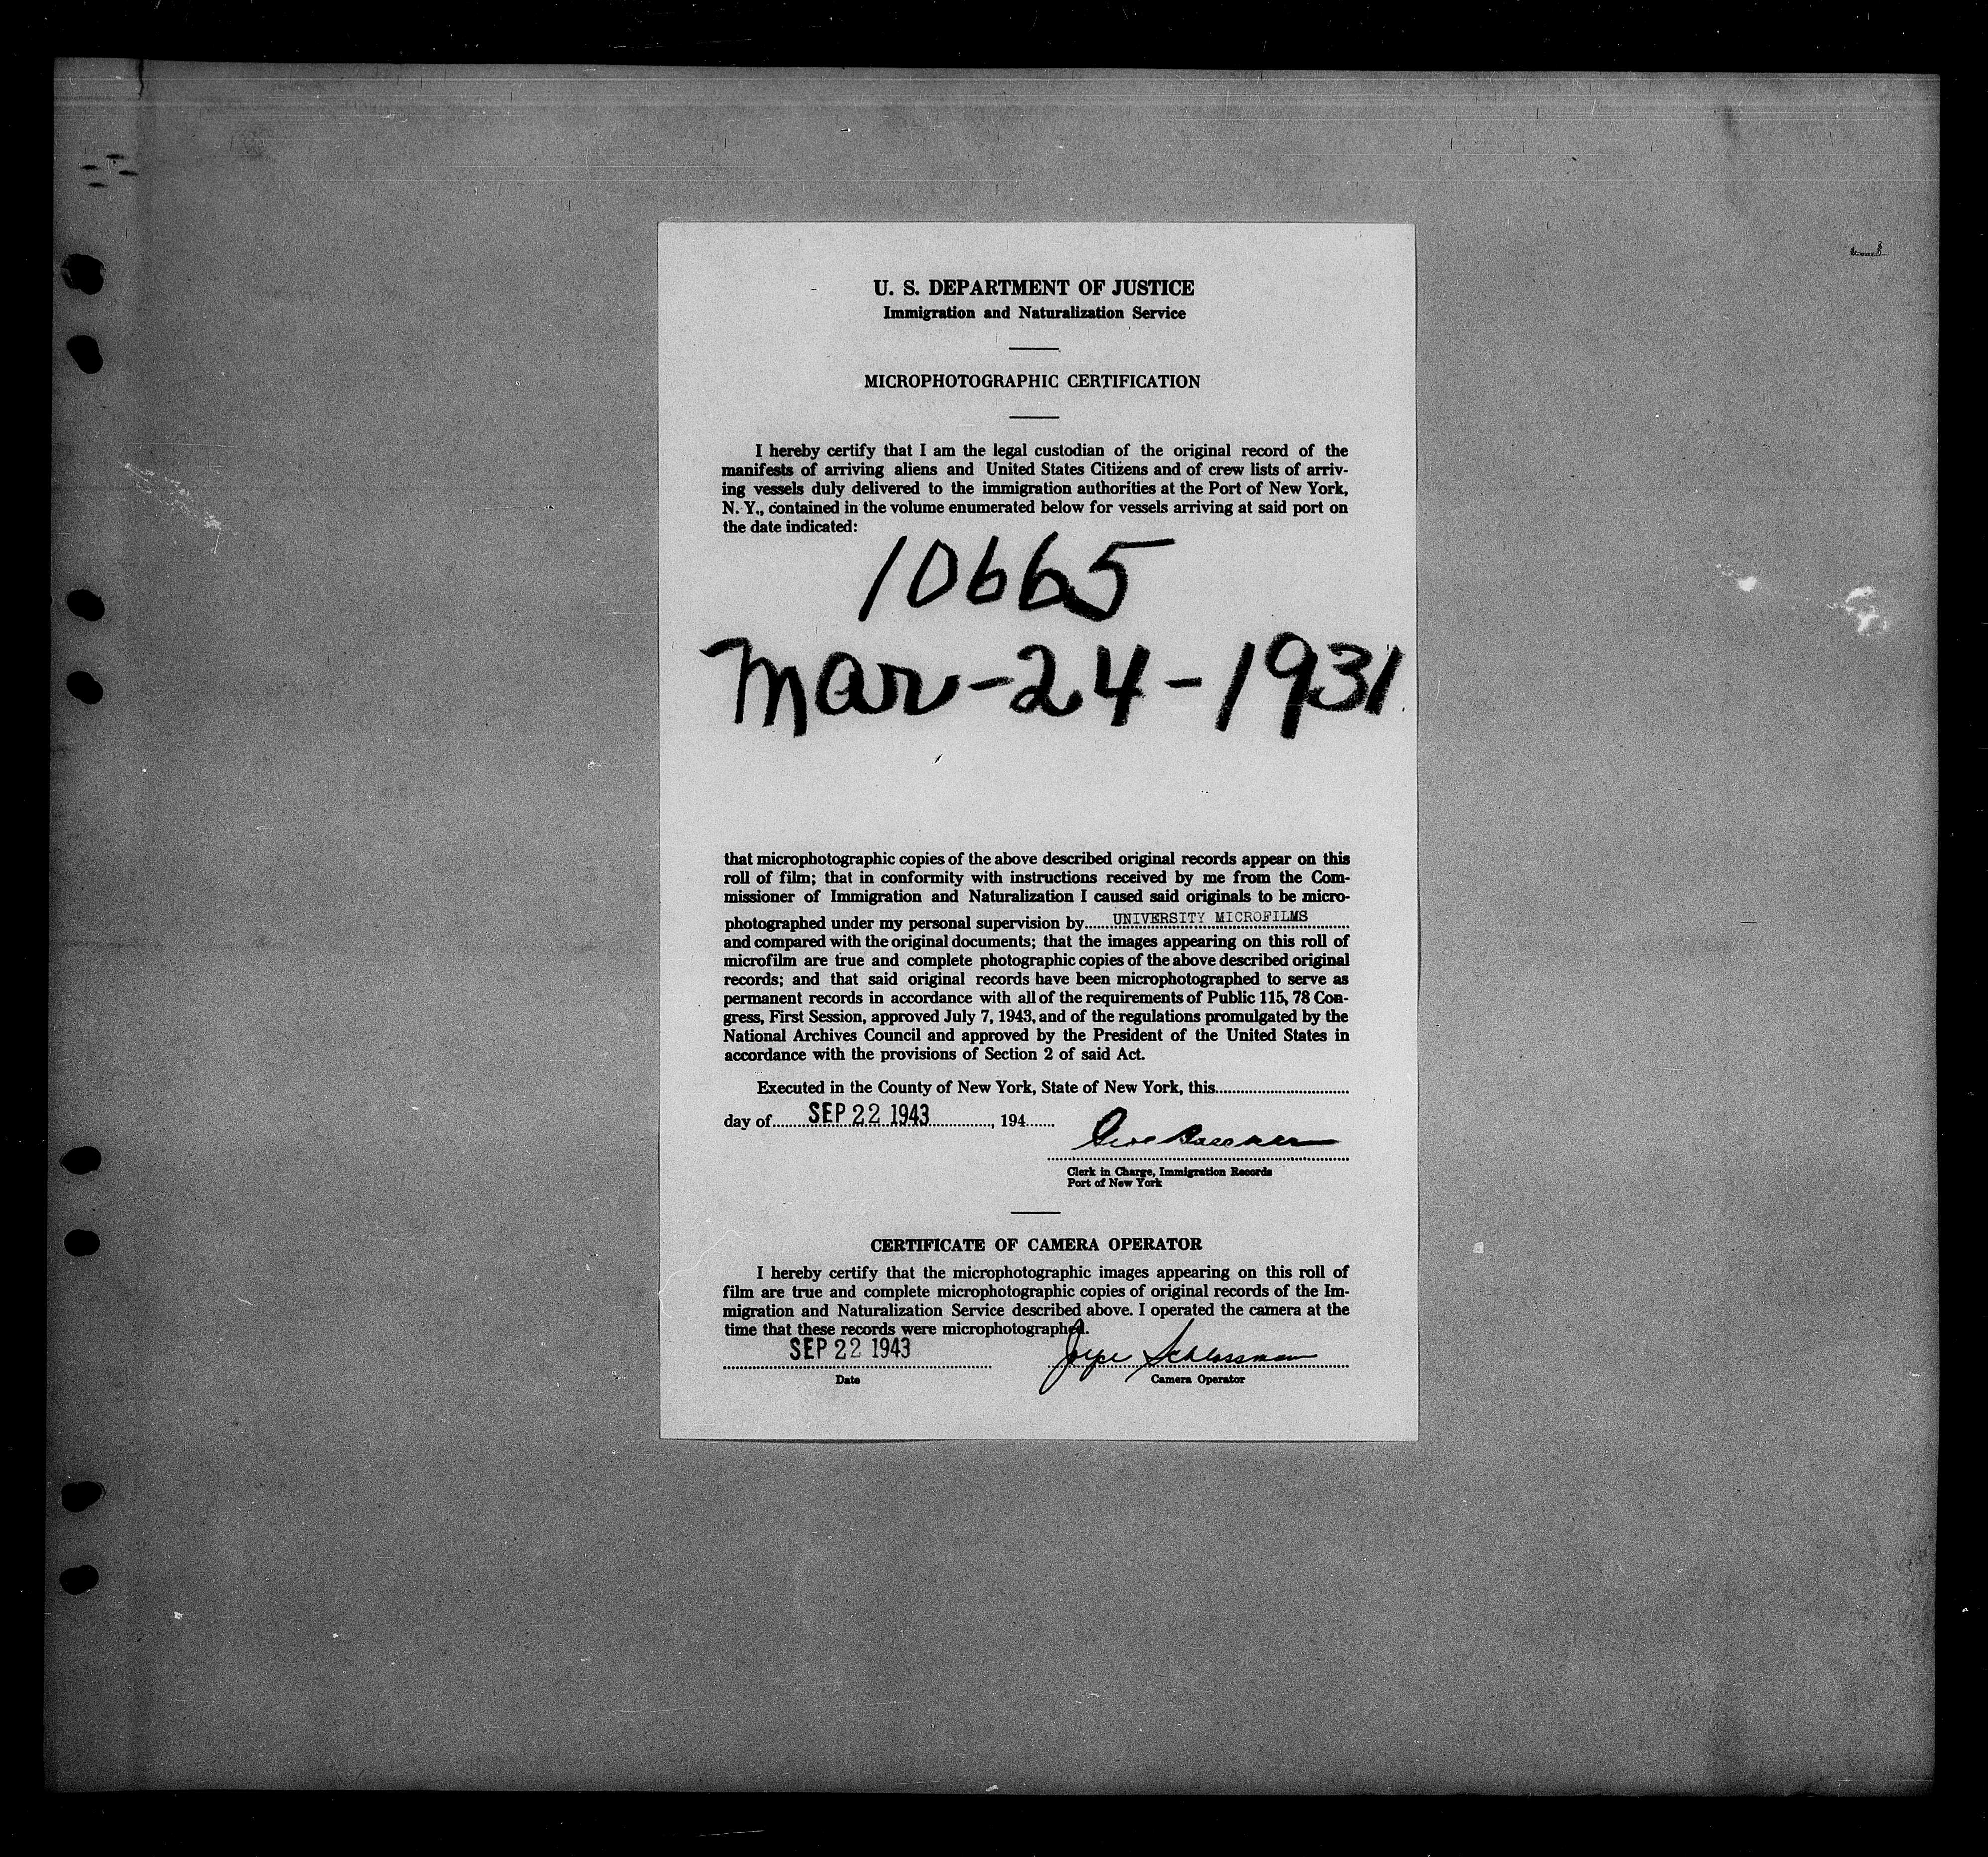 U. S. DEPARTMENT OF JUSTICE
Immigration and Naturalization Service
MICROPHOTOGRAPHIC CERTIFICATION
I hereby certify that I am the legal custodian of the original record of the
manifests of arriving aliens and United States Citizens and of crew lists of arriv-
ing vessels duly delivered to the immigration authorities at the Port of New York,
N. Y., contained in the volume enumerated below for vessels arriving at said port on
the date indicated:
10665
Mar-24-1931
that microphotographic copies of the above described original records appear on this
roll of film; that in conformity with instructions received by me from the Com-
missioner of Immigration and Naturalization I caused said originals to be micro-
photographed under my personal supervision by UNIVERSITY MICROFILMS
and compared with the original documents; that the images appearing on this roll of
microfilm are true and complete photographic copies of the above described original
records; and that said original records have been microphotographed to serve as
permanent records in accordance with all of the requirements of Public 115, 78 Con-
gress, First Session, approved July 7, 1943, and of the regulations promulgated by the
National Archives Council and approved by the President of the United States in
accordance with the provisions of Section 2 of said Act.
Executed in the County of New York, State of New York, this
day of SEP 22 1943, 194
Clerk in Charge, Immigration Records
Port of New York
CERTIFICATE OF CAMERA OPERATOR
I hereby certify that the microphotographic images appearing on this roll of
film are true and complete microphotographic copies of original records of the Im-
migration and Naturalization Service described above. I operated the camera at the
time that these records were microphotographed.
SEP 22 1943 Schlossman
Date Camera Operator